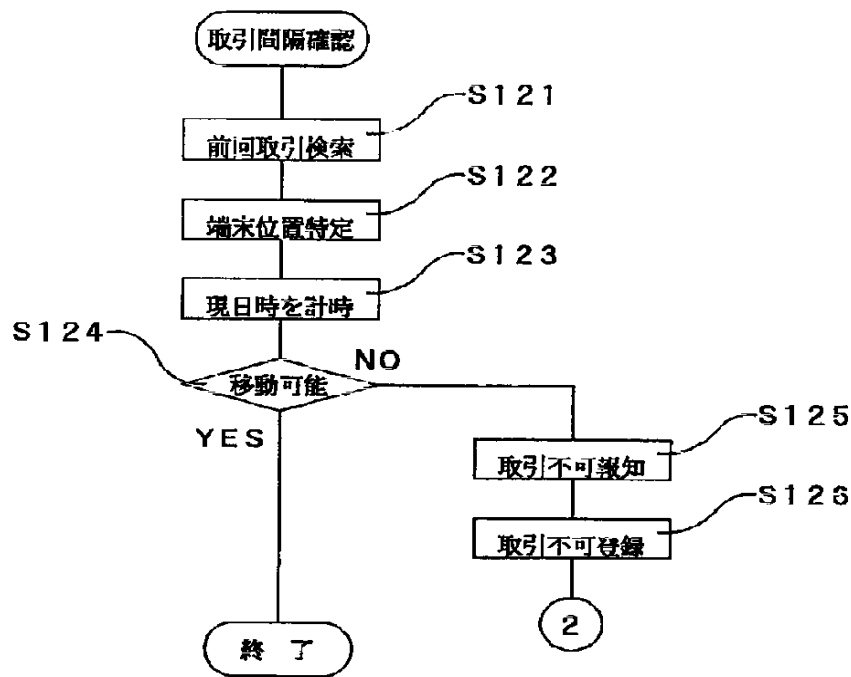 取引間隔確認
S121
前回取引検索
S122
端末位置特定
S123
現日時を計時
S124
移動可能
NO
YES
S125
取引不可報知
S126
取引不可登録
2
終 了